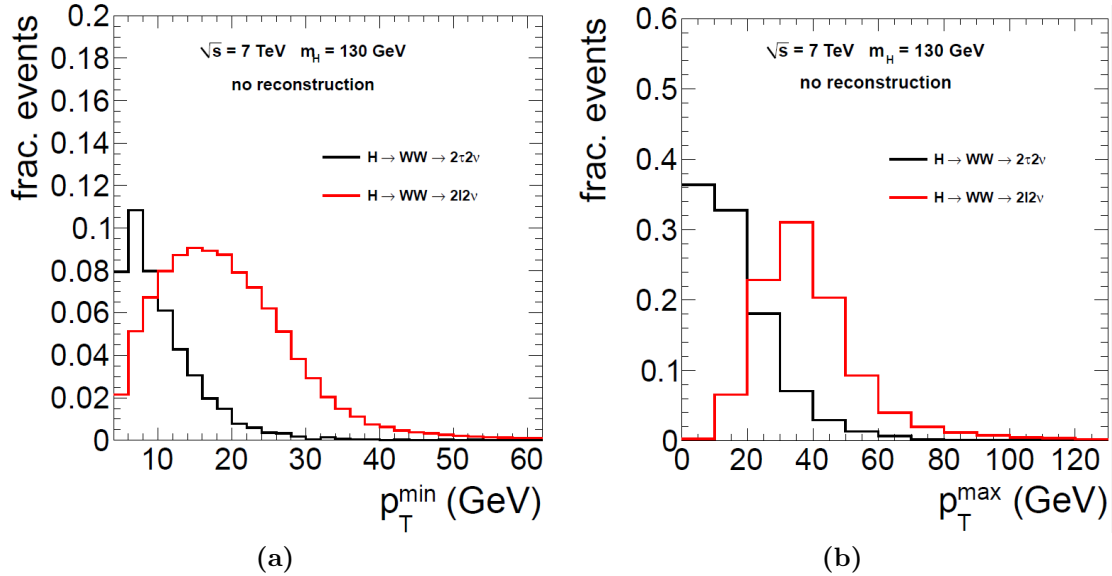 frac. events
0.2
0.18
0.16
0.14
0.12
0.1
0.08
0.06
0.04
0.02
0
√s = 7 TeV m_H = 130 GeV
no reconstruction
H → WW → 2τ2ν
H → WW → 2l2ν
10 20 30 40 50 60
p_T^min (GeV)
(a)
frac. events
0.6
0.5
0.4
0.3
0.2
0.1
0
√s = 7 TeV m_H = 130 GeV
no reconstruction
H → WW → 2τ2ν
H → WW → 2l2ν
0 20 40 60 80 100 120
p_T^max (GeV)
(b)